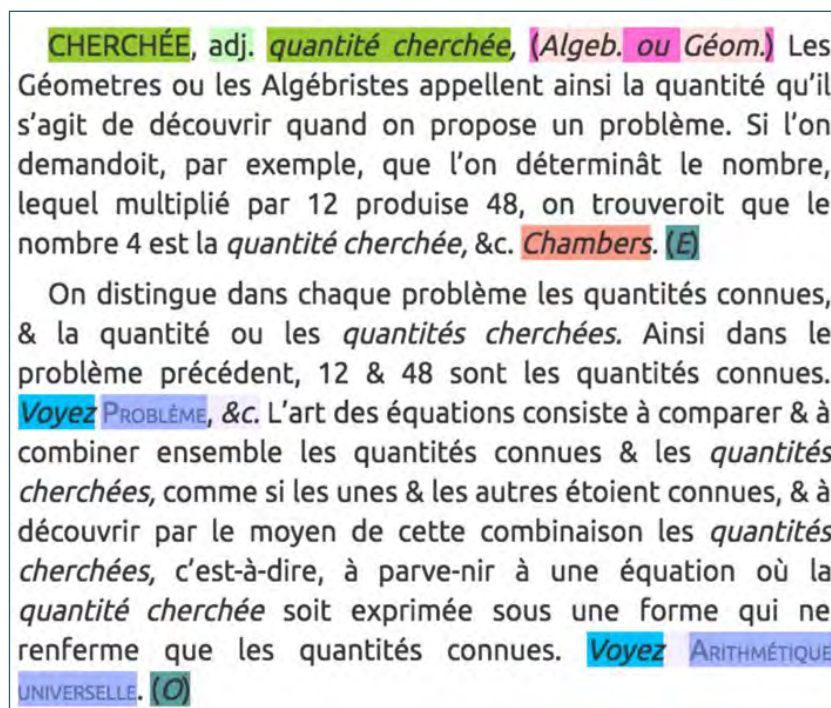 CHERCHÉE, adj. quantité cherchée, (Algeb. ou Géom.) Les
Géometres ou les Algébristes appellent ainsi la quantité qu’il
s’agit de découvrir quand on propose un problème. Si l’on
demandoit, par exemple, que l’on déterminât le nombre,
lequel multiplié par 12 produise 48, on trouveroit que le
nombre 4 est la quantité cherchée, &c. Chambers. (E)
On distingue dans chaque problème les quantités connues,
& la quantité ou les quantités cherchées. Ainsi dans le
problème précédent, 12 & 48 sont les quantités connues.
Voyez PROBLÈME, &c. L’art des équations consiste à comparer & à
combiner ensemble les quantités connues & les quantités
cherchées, comme si les unes & les autres étoient connues, & à
découvrir par le moyen de cette combinaison les quantités
cherchées, c’est-à-dire, à parve-nir à une équation où la
quantité cherchée soit exprimée sous une forme qui ne
renferme que les quantités connues. Voyez ARITHMÉTIQUE
UNIVERSELLE. (O)